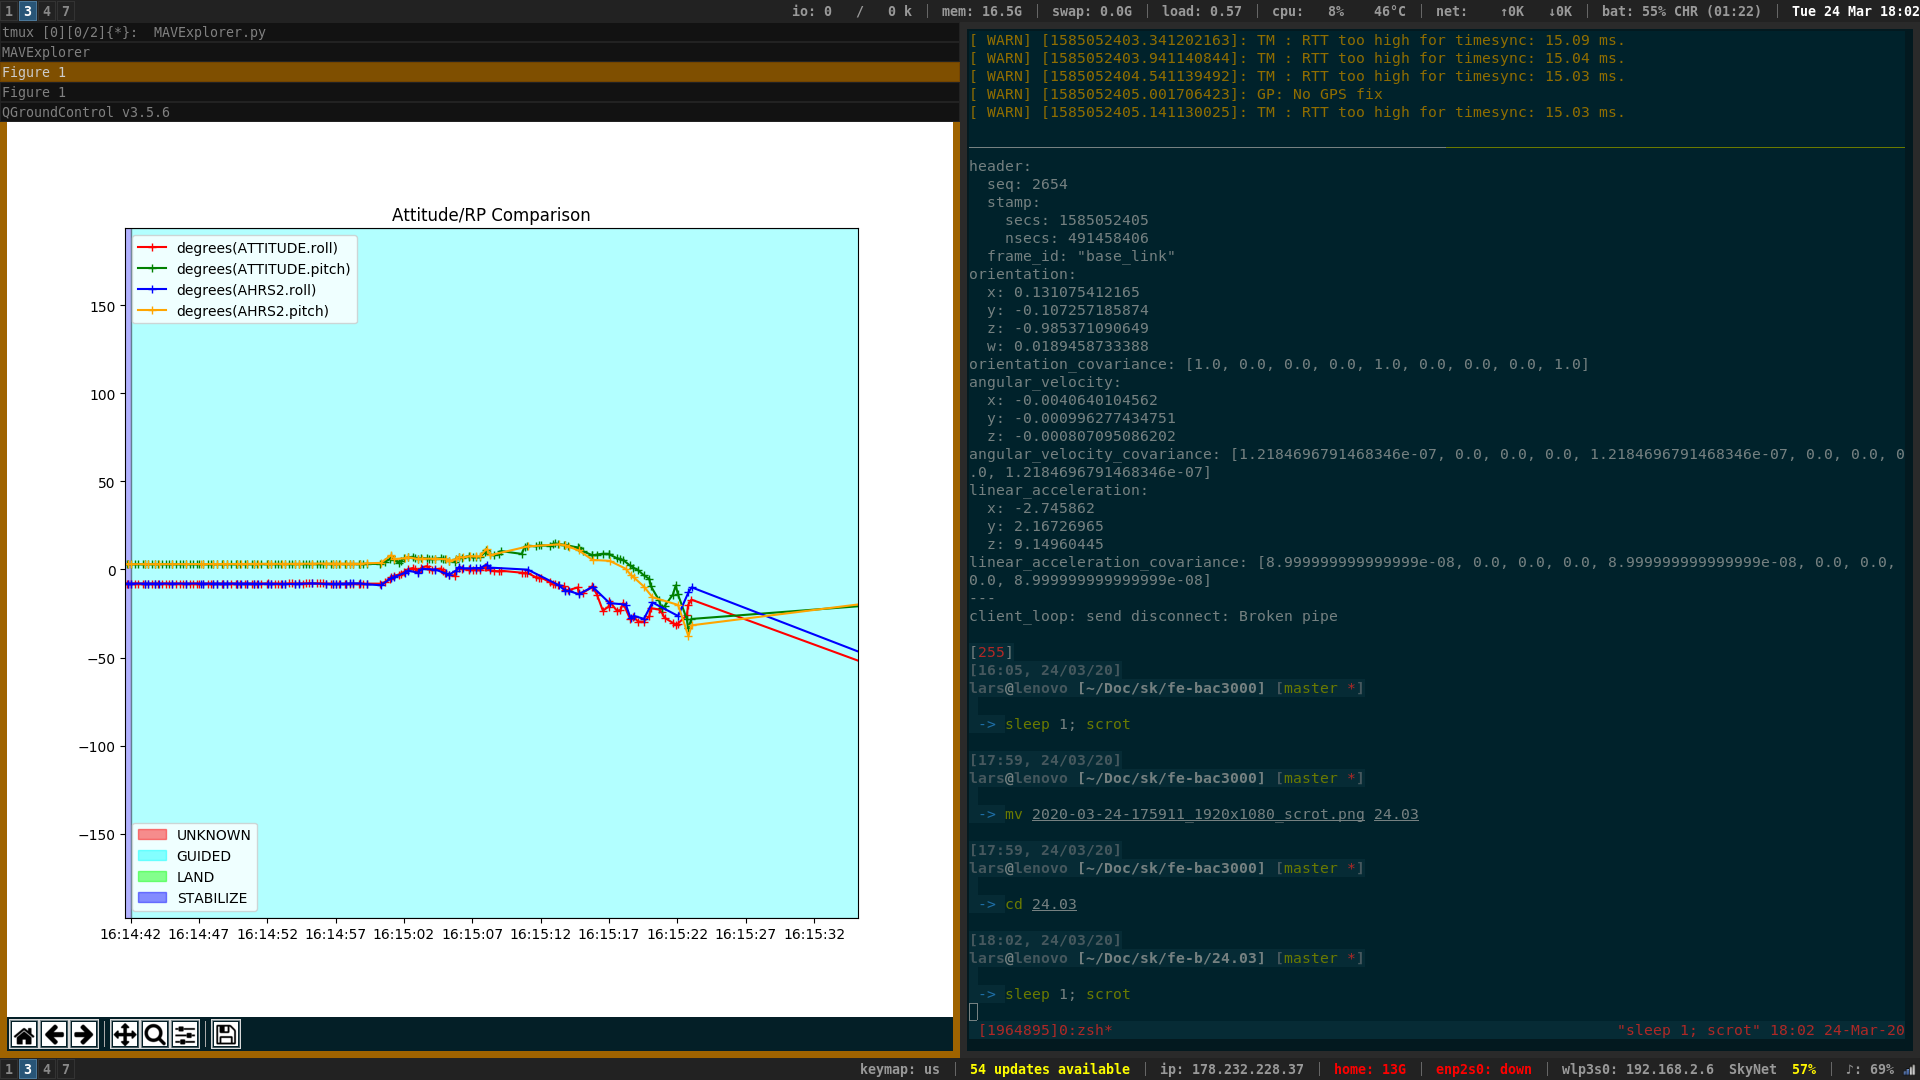 1 3 4 7 io: 0 / 0 k | mem: 16.5G | swap: 0.0G | load: 0.57 | cpu: 8% 46°C | net: ↑0K ↓0K | bat: 55% CHR (01:22) | Tue 24 Mar 18:02
tmux [0][0/2]{*}: MAVExplorer.py
MAVExplorer
Figure 1
Figure 1
QGroundControl v3.5.6
Attitude/RP Comparison
degrees(ATTITUDE.roll)
degrees(ATTITUDE.pitch)
degrees(AHRS2.roll)
degrees(AHRS2.pitch)
150
100
50
0
−50
−100
−150
UNKNOWN
GUIDED
LAND
STABILIZE
16:14:42 16:14:47 16:14:52 16:14:57 16:15:02 16:15:07 16:15:12 16:15:17 16:15:22 16:15:27 16:15:32
[ WARN] [1585052403.341202163]: TM : RTT too high for timesync: 15.09 ms.
[ WARN] [1585052403.941140844]: TM : RTT too high for timesync: 15.04 ms.
[ WARN] [1585052404.541139492]: TM : RTT too high for timesync: 15.03 ms.
[ WARN] [1585052405.001706423]: GP: No GPS fix
[ WARN] [1585052405.141130025]: TM : RTT too high for timesync: 15.03 ms.
header:
seq: 2654
stamp:
secs: 1585052405
nsecs: 491458406
frame_id: "base_link"
orientation:
x: 0.131075412165
y: -0.107257185874
z: -0.985371090649
w: 0.0189458733388
orientation_covariance: [1.0, 0.0, 0.0, 0.0, 1.0, 0.0, 0.0, 0.0, 1.0]
angular_velocity:
x: -0.0040640104562
y: -0.000996277434751
z: -0.000807095086202
angular_velocity_covariance: [1.2184696791468346e-07, 0.0, 0.0, 0.0, 1.2184696791468346e-07, 0.0, 0.0, 0
.0, 1.2184696791468346e-07]
linear_acceleration:
x: -2.745862
y: 2.16726965
z: 9.14960445
linear_acceleration_covariance: [8.999999999999999e-08, 0.0, 0.0, 0.0, 8.999999999999999e-08, 0.0, 0.0,
0.0, 8.999999999999999e-08]
---
client_loop: send disconnect: Broken pipe
[255]
[16:05, 24/03/20]
lars@lenovo [~/Doc/sk/fe-bac3000] [master *]
-> sleep 1; scrot
[17:59, 24/03/20]
lars@lenovo [~/Doc/sk/fe-bac3000] [master *]
-> mv 2020-03-24-175911_1920x1080_scrot.png 24.03
[17:59, 24/03/20]
lars@lenovo [~/Doc/sk/fe-bac3000] [master *]
-> cd 24.03
[18:02, 24/03/20]
lars@lenovo [~/Doc/sk/fe-b/24.03] [master *]
-> sleep 1; scrot
[1964895]0:zsh* "sleep 1; scrot" 18:02 24-Mar-20
1 3 4 7 keymap: us | 54 updates available | ip: 178.232.228.37 | home: 13G | enp2s0: down | wlp3s0: 192.168.2.6 SkyNet 57% | ♪: 69%